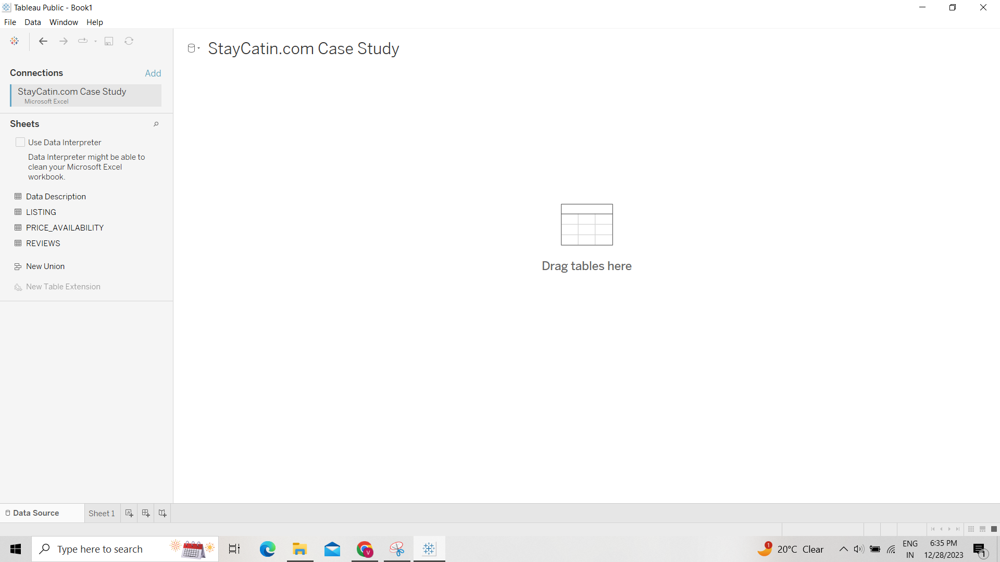 Tableau Public - Book1
File Data Window Help
StayCatin.com Case Study
Connections Add
StayCatin.com Case Study
Microsoft Excel
Sheets
Use Data Interpreter
Data Interpreter might be able to
clean your Microsoft Excel
workbook.
Data Description
LISTING
PRICE_AVAILABILITY
REVIEWS
New Union
New Table Extension
Drag tables here
Data Source Sheet 1
Type here to search
V
1
20°C Clear
ENG
IN
6:35 PM
12/28/2023
1